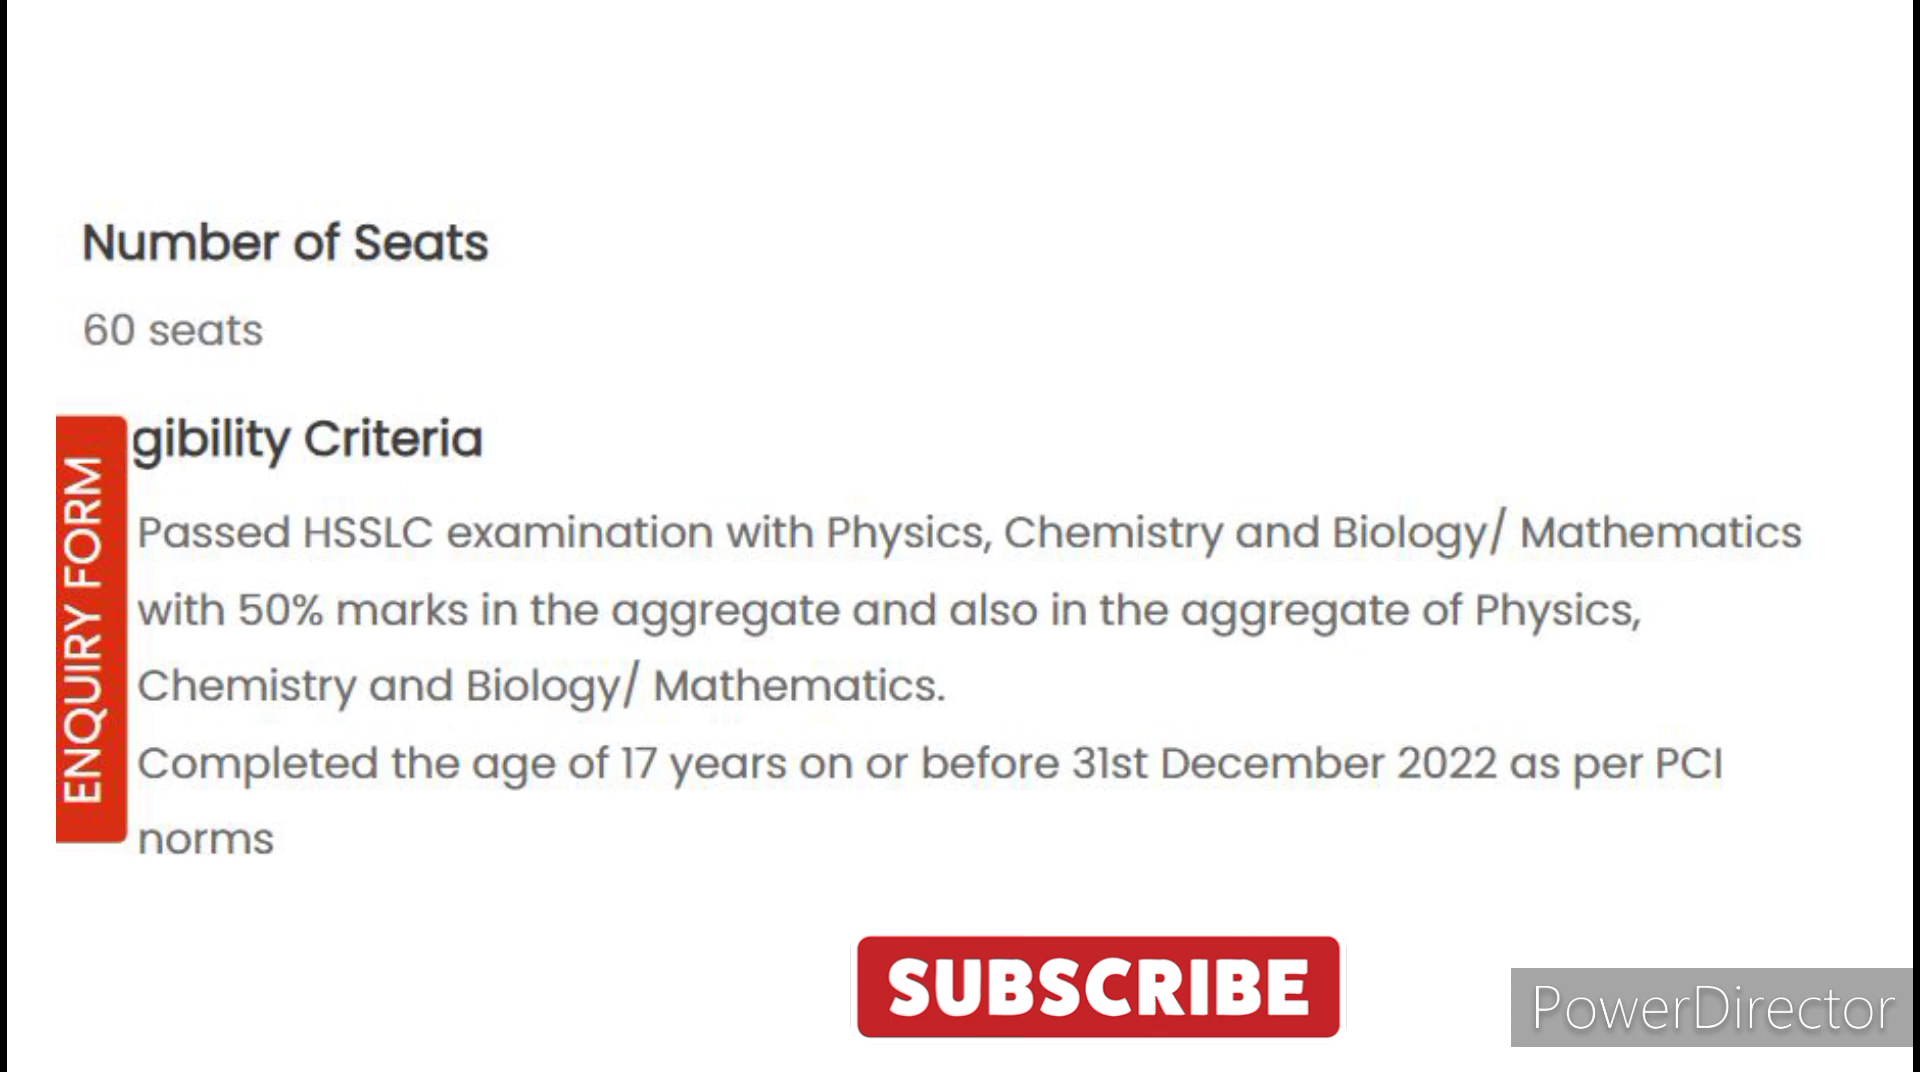 Number of Seats
60 seats
gibility Criteria
ENQUIRY FORM
Passed HSSLC examination with Physics, Chemistry and Biology/ Mathematics
with 50% marks in the aggregate and also in the aggregate of Physics,
Chemistry and Biology/ Mathematics.
Completed the age of 17 years on or before 31st December 2022 as per PCI
norms
SUBSCRIBE
PowerDirector